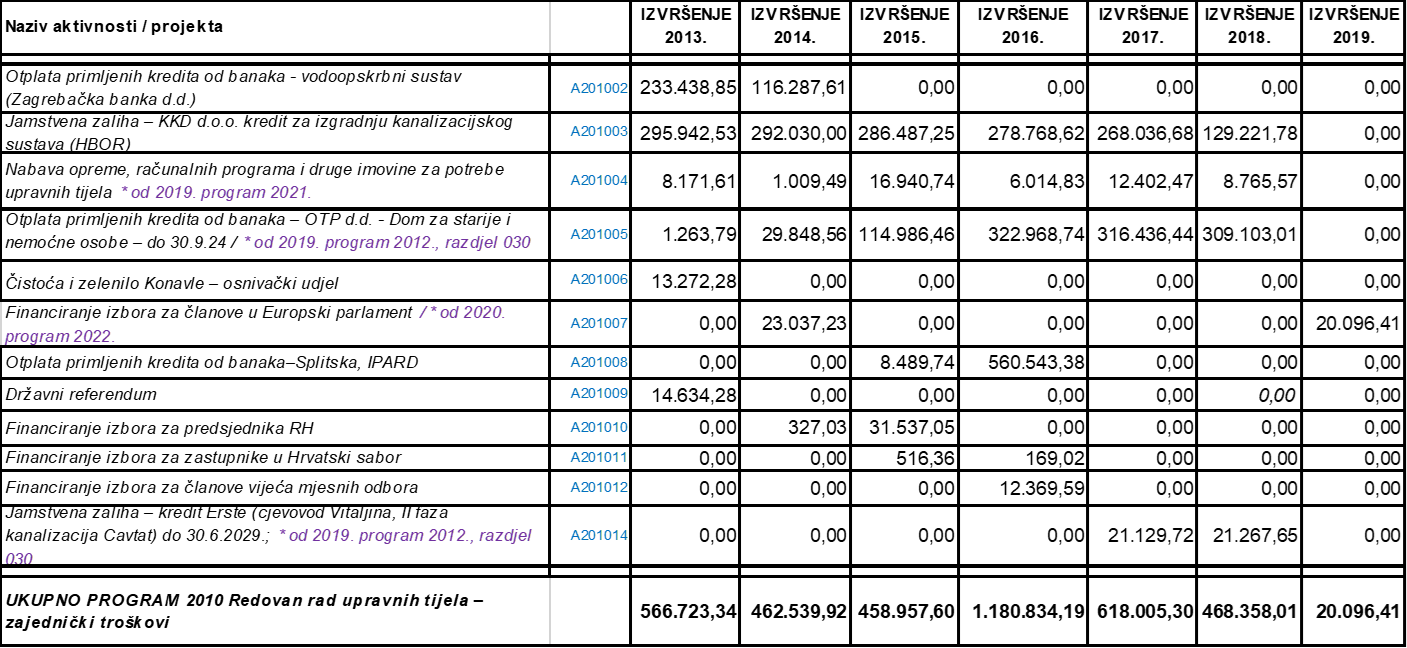 Naziv aktivnosti / projekta IZVRŠENJE 2013. IZVRŠENJE 2014. IZVRŠENJE 2015. IZVRŠENJE 2016. IZVRŠENJE 2017. IZVRŠENJE 2018. IZVRŠENJE 2019.
Otplata primljenih kredita od banaka - vodoopskrbni sustav
(Zagrebačka banka d.d.) A201002 233.438,85 116.287,61 0,00 0,00 0,00 0,00 0,00
Jamstvena zaliha – KKD d.o.o. kredit za izgradnju kanalizacijskog
sustava (HBOR) A201003 295.942,53 292.030,00 286.487,25 278.768,62 268.036,68 129.221,78 0,00
Nabava opreme, računalnih programa i druge imovine za potrebe
upravnih tijela * od 2019. program 2021. A201004 8.171,61 1.009,49 16.940,74 6.014,83 12.402,47 8.765,57 0,00
Otplata primljenih kredita od banaka – OTP d.d. - Dom za starije i
nemoćne osobe – do 30.9.24 / * od 2019. program 2012., razdjel 030 A201005 1.263,79 29.848,56 114.986,46 322.968,74 316.436,44 309.103,01 0,00
Čistoća i zelenilo Konavle – osnivački udjel A201006 13.272,28 0,00 0,00 0,00 0,00 0,00 0,00
Financiranje izbora za članove u Europski parlament / * od 2020.
program 2022. A201007 0,00 23.037,23 0,00 0,00 0,00 0,00 20.096,41
Otplata primljenih kredita od banaka–Splitska, IPARD A201008 0,00 0,00 8.489,74 560.543,38 0,00 0,00 0,00
Državni referendum A201009 14.634,28 0,00 0,00 0,00 0,00 0,00 0,00
Financiranje izbora za predsjednika RH A201010 0,00 327,03 31.537,05 0,00 0,00 0,00 0,00
Financiranje izbora za zastupnike u Hrvatski sabor A201011 0,00 0,00 516,36 169,02 0,00 0,00 0,00
Financiranje izbora za članove vijeća mjesnih odbora A201012 0,00 0,00 0,00 12.369,59 0,00 0,00 0,00
Jamstvena zaliha – kredit Erste (cjevovod Vitaljina, II faza
kanalizacija Cavtat) do 30.6.2029.; * od 2019. program 2012., razdjel
030 A201014 0,00 0,00 0,00 0,00 21.129,72 21.267,65 0,00
UKUPNO PROGRAM 2010 Redovan rad upravnih tijela –
zajednički troškovi 566.723,34 462.539,92 458.957,60 1.180.834,19 618.005,30 468.358,01 20.096,41